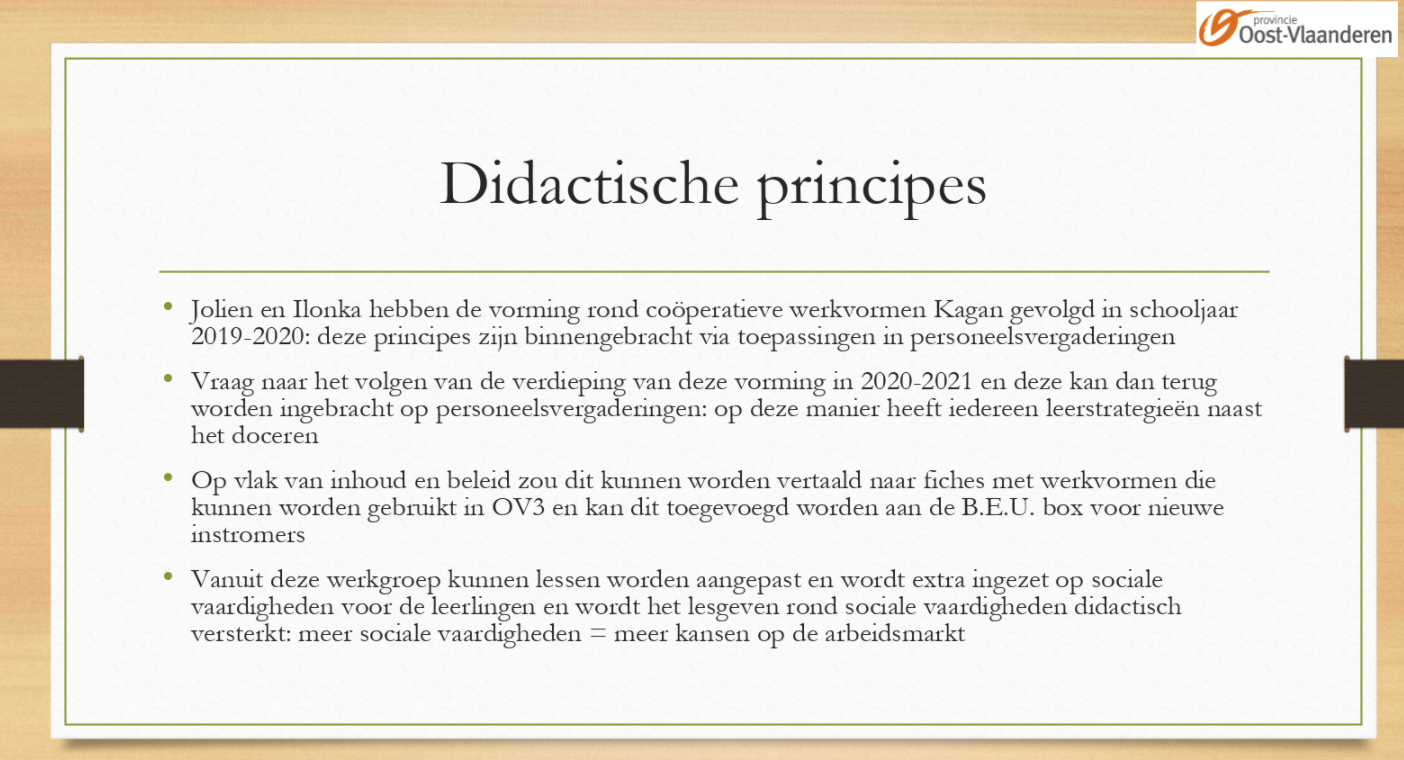 provincie
Oost-Vlaanderen
Didactische principes
• Jolien en Ilonka hebben de vorming rond coöperatieve werkvormen Kagan gevolgd in schooljaar
2019-2020: deze principes zijn binnengebracht via toepassingen in personeelsvergaderingen
• Vraag naar het volgen van de verdieping van deze vorming in 2020-2021 en deze kan dan terug
worden ingebracht op personeelsvergaderingen: op deze manier heeft iedereen leerstrategieën naast
het doceren
• Op vlak van inhoud en beleid zou dit kunnen worden vertaald naar fiches met werkvormen die
kunnen worden gebruikt in OV3 en kan dit toegevoegd worden aan de B.E.U. box voor nieuwe
instromers
• Vanuit deze werkgroep kunnen lessen worden aangepast en wordt extra ingezet op sociale
vaardigheden voor de leerlingen en wordt het lesgeven rond sociale vaardigheden didactisch
versterkt: meer sociale vaardigheden = meer kansen op de arbeidsmarkt